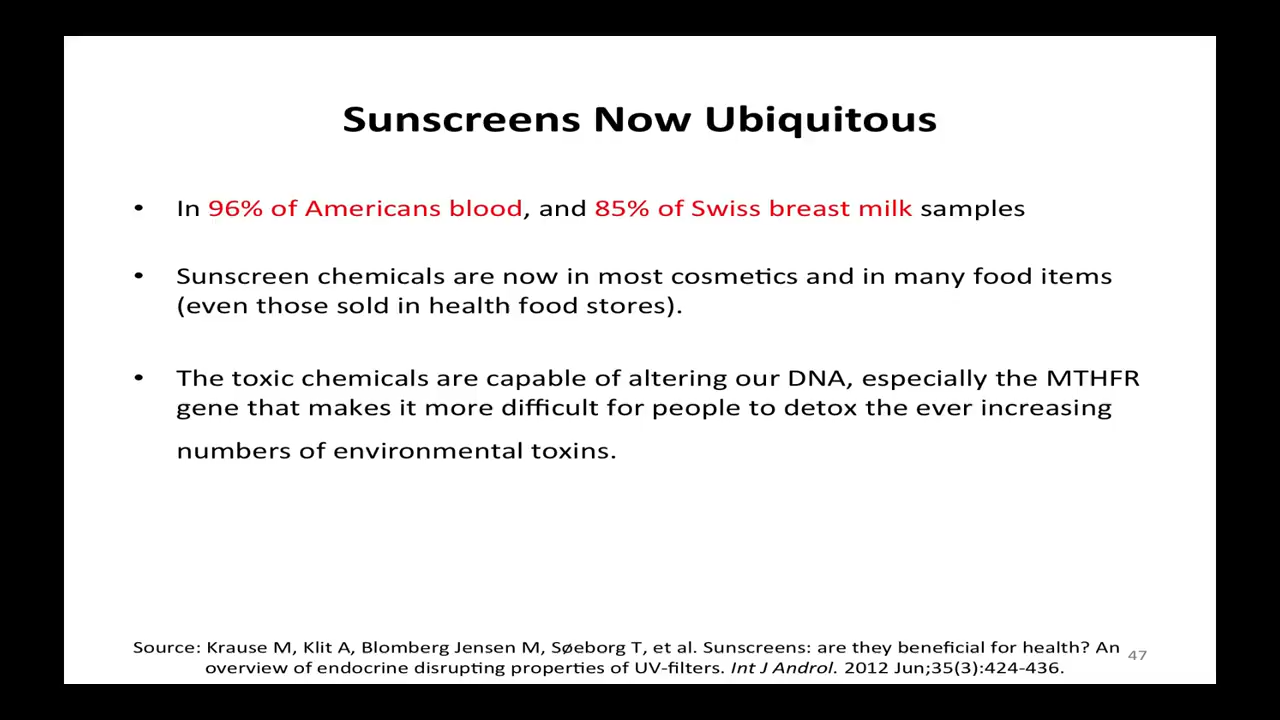 Sunscreens Now Ubiquitous
• In 96% of Americans blood, and 85% of Swiss breast milk samples
• Sunscreen chemicals are now in most cosmetics and in many food items
(even those sold in health food stores).
• The toxic chemicals are capable of altering our DNA, especially the MTHFR
gene that makes it more difficult for people to detox the ever increasing
numbers of environmental toxins.
Source: Krause M, Klit A, Blomberg Jensen M, Søeborg T, et al. Sunscreens: are they beneficial for health? An
overview of endocrine disrupting properties of UV-filters. Int J Androl. 2012 Jun;35(3):424-436.
47